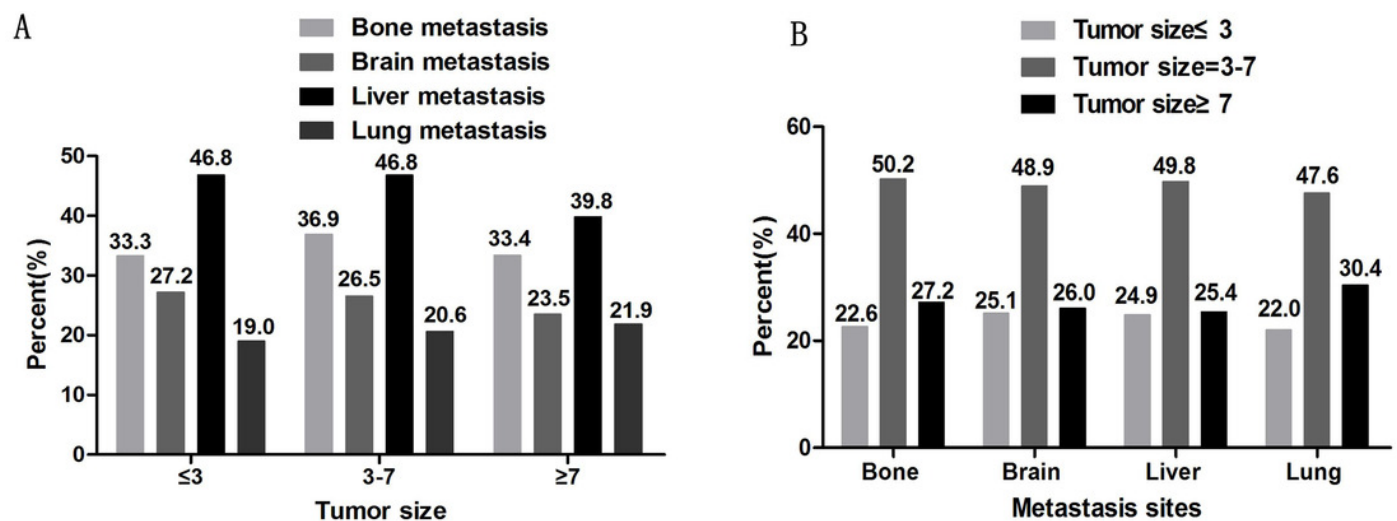 A
Bone metastasis
Brain metastasis
Liver metastasis
Lung metastasis
Percent(%)
50
40
30
20
10
0
33.3
27.2
46.8
19.0
36.9
26.5
46.8
20.6
33.4
23.5
39.8
21.9
≤3
3-7
≥7
Tumor size
B
Tumor size≤ 3
Tumor size=3-7
Tumor size≥ 7
Percent(%)
60
40
20
0
22.6
50.2
27.2
25.1
48.9
26.0
24.9
49.8
25.4
22.0
47.6
30.4
Bone
Brain
Liver
Lung
Metastasis sites